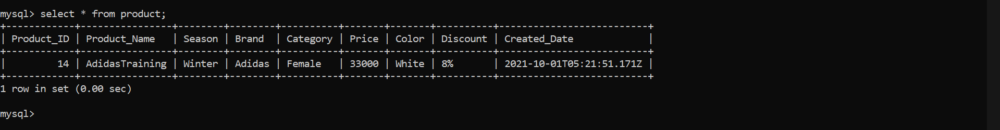 mysql> select * from product;
+------------+----------------+--------+--------+----------+-------+-------+----------+--------------------------+
| Product_ID | Product_Name   | Season | Brand  | Category | Price | Color | Discount | Created_Date             |
+------------+----------------+--------+--------+----------+-------+-------+----------+--------------------------+
|         14 | AdidasTraining | Winter | Adidas | Female   | 33000 | White | 8%       | 2021-10-01T05:21:51.171Z |
+------------+----------------+--------+--------+----------+-------+-------+----------+--------------------------+
1 row in set (0.00 sec)
mysql>